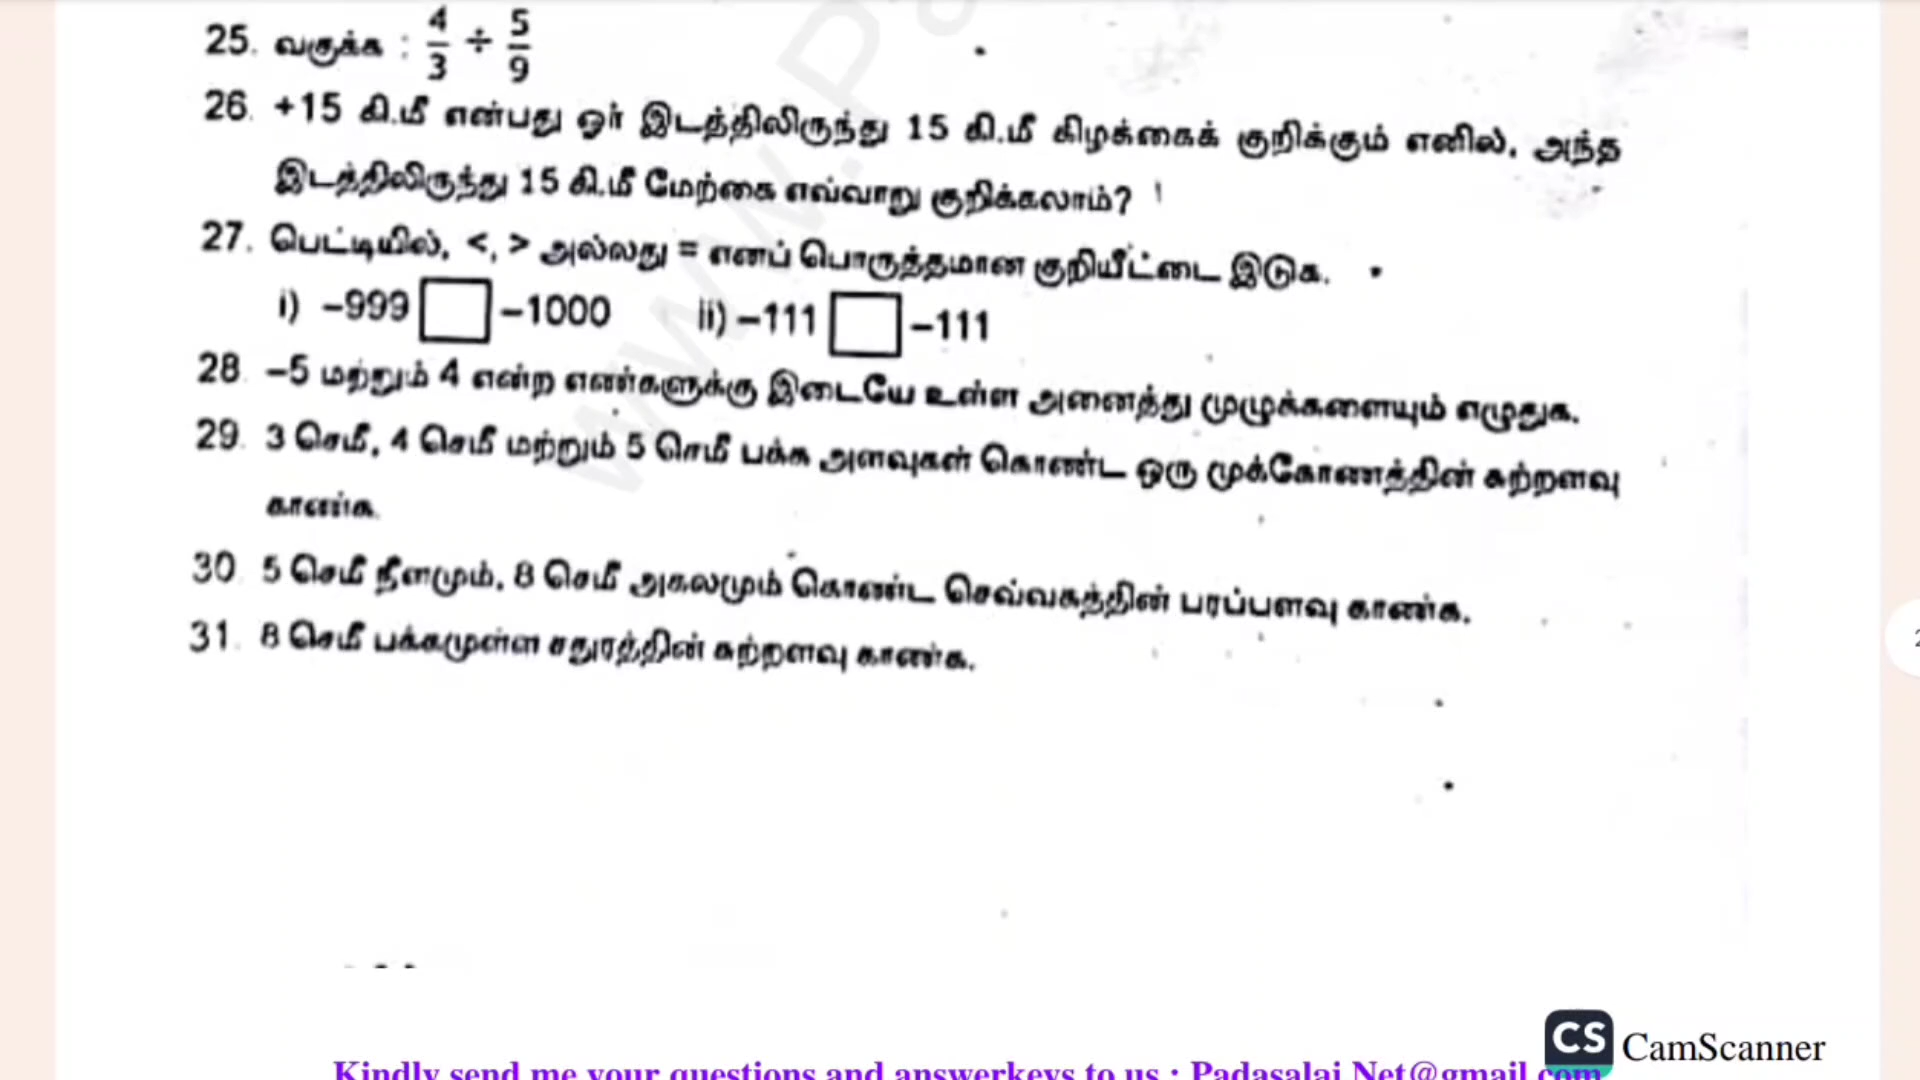 25. வகுக்க : 4/3 ÷ 5/9
26. +15 கி.மீ என்பது ஓர் இடத்திலிருந்து 15 கி.மீ கிழக்கைக் குறிக்கும் எனில், அந்த
இடத்திலிருந்து 15 கி.மீ மேற்கை எவ்வாறு குறிக்கலாம்?
27. பெட்டியில், <, > அல்லது = எனப் பொருத்தமான குறியீட்டை இடுக.
i) -999 □ -1000 ii) -111 □ -111
28. -5 மற்றும் 4 என்ற எண்களுக்கு இடையே உள்ள அனைத்து முழுக்களையும் எழுதுக.
29. 3 செமீ, 4 செமீ மற்றும் 5 செமீ பக்க அளவுகள் கொண்ட ஒரு முக்கோணத்தின் சுற்றளவு
காண்க.
30. 5 செமீ நீளமும், 8 செமீ அகலமும் கொண்ட செவ்வகத்தின் பரப்பளவு காண்க.
31. 8 செமீ பக்கமுள்ள சதுரத்தின் சுற்றளவு காண்க.
CS CamScanner
Kindly send me your questions and answerkeys to us : Padasalai.Net@gmail.com